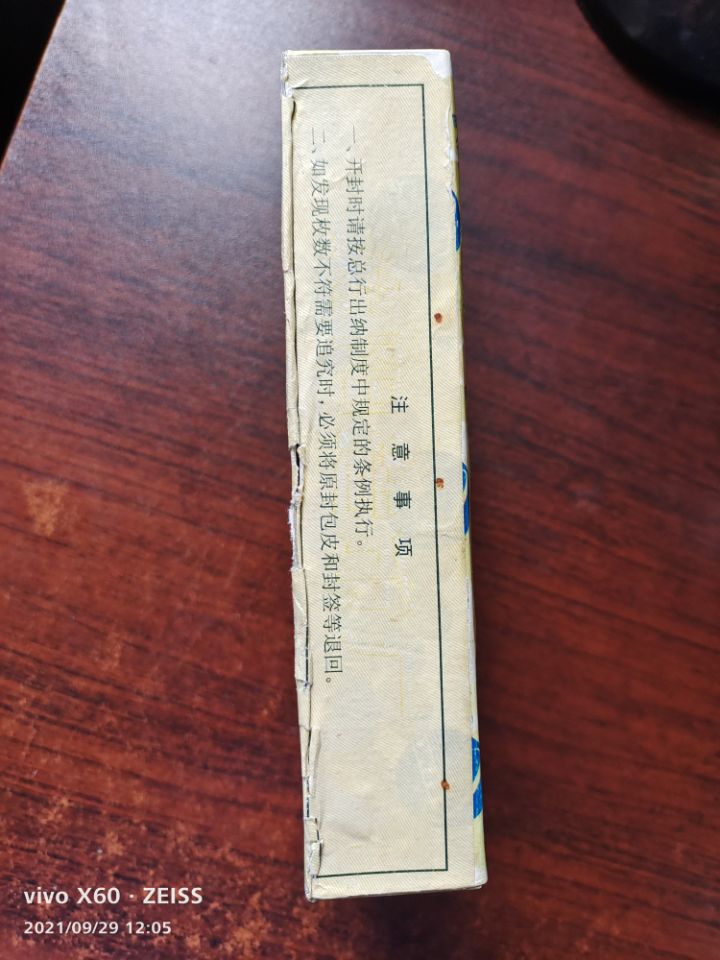 注意事项
一、开封时请按总行出纳制度中规定的条例执行。
二、如发现枚数不符需要追究时，必须将原封包皮和封签等退回。
vivo X60 · ZEISS
2021/09/29 12:05